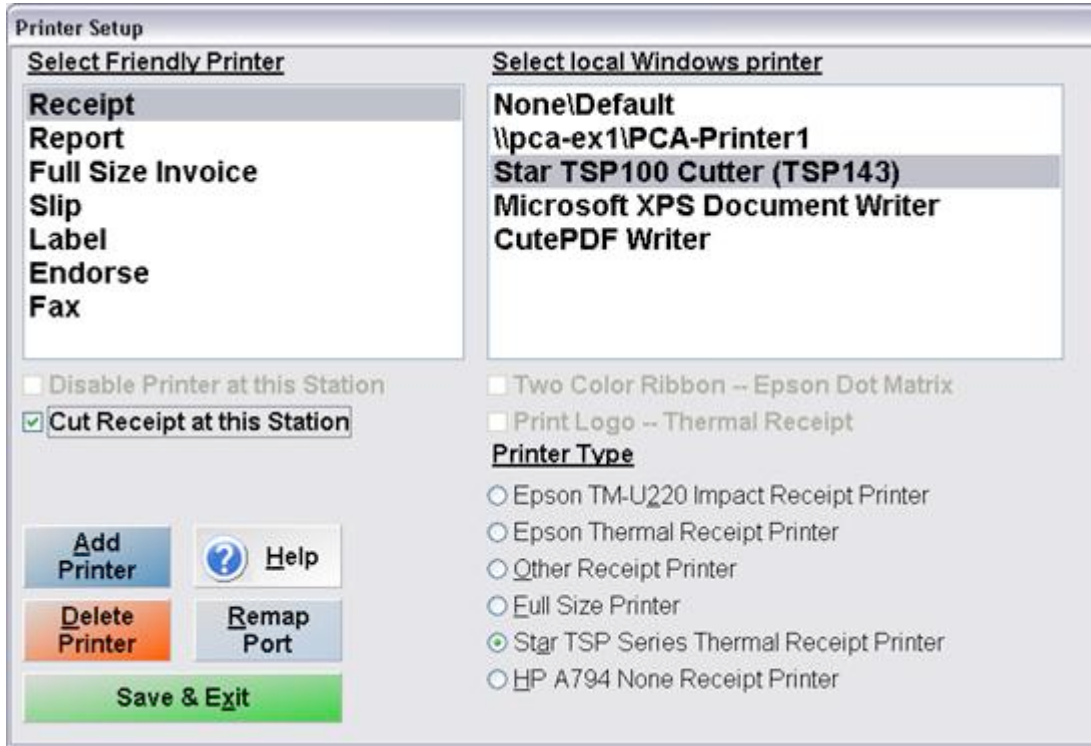 Printer Setup
Select Friendly Printer
Receipt
Report
Full Size Invoice
Slip
Label
Endorse
Fax
Disable Printer at this Station
Cut Receipt at this Station
Add
Printer
Help
Delete
Printer
Remap
Port
Save & Exit
Select local Windows printer
None\Default
\\pca-ex1\PCA-Printer1
Star TSP100 Cutter (TSP143)
Microsoft XPS Document Writer
CutePDF Writer
Two Color Ribbon -- Epson Dot Matrix
Print Logo -- Thermal Receipt
Printer Type
Epson TM-U220 Impact Receipt Printer
Epson Thermal Receipt Printer
Other Receipt Printer
Full Size Printer
Star TSP Series Thermal Receipt Printer
HP A794 None Receipt Printer